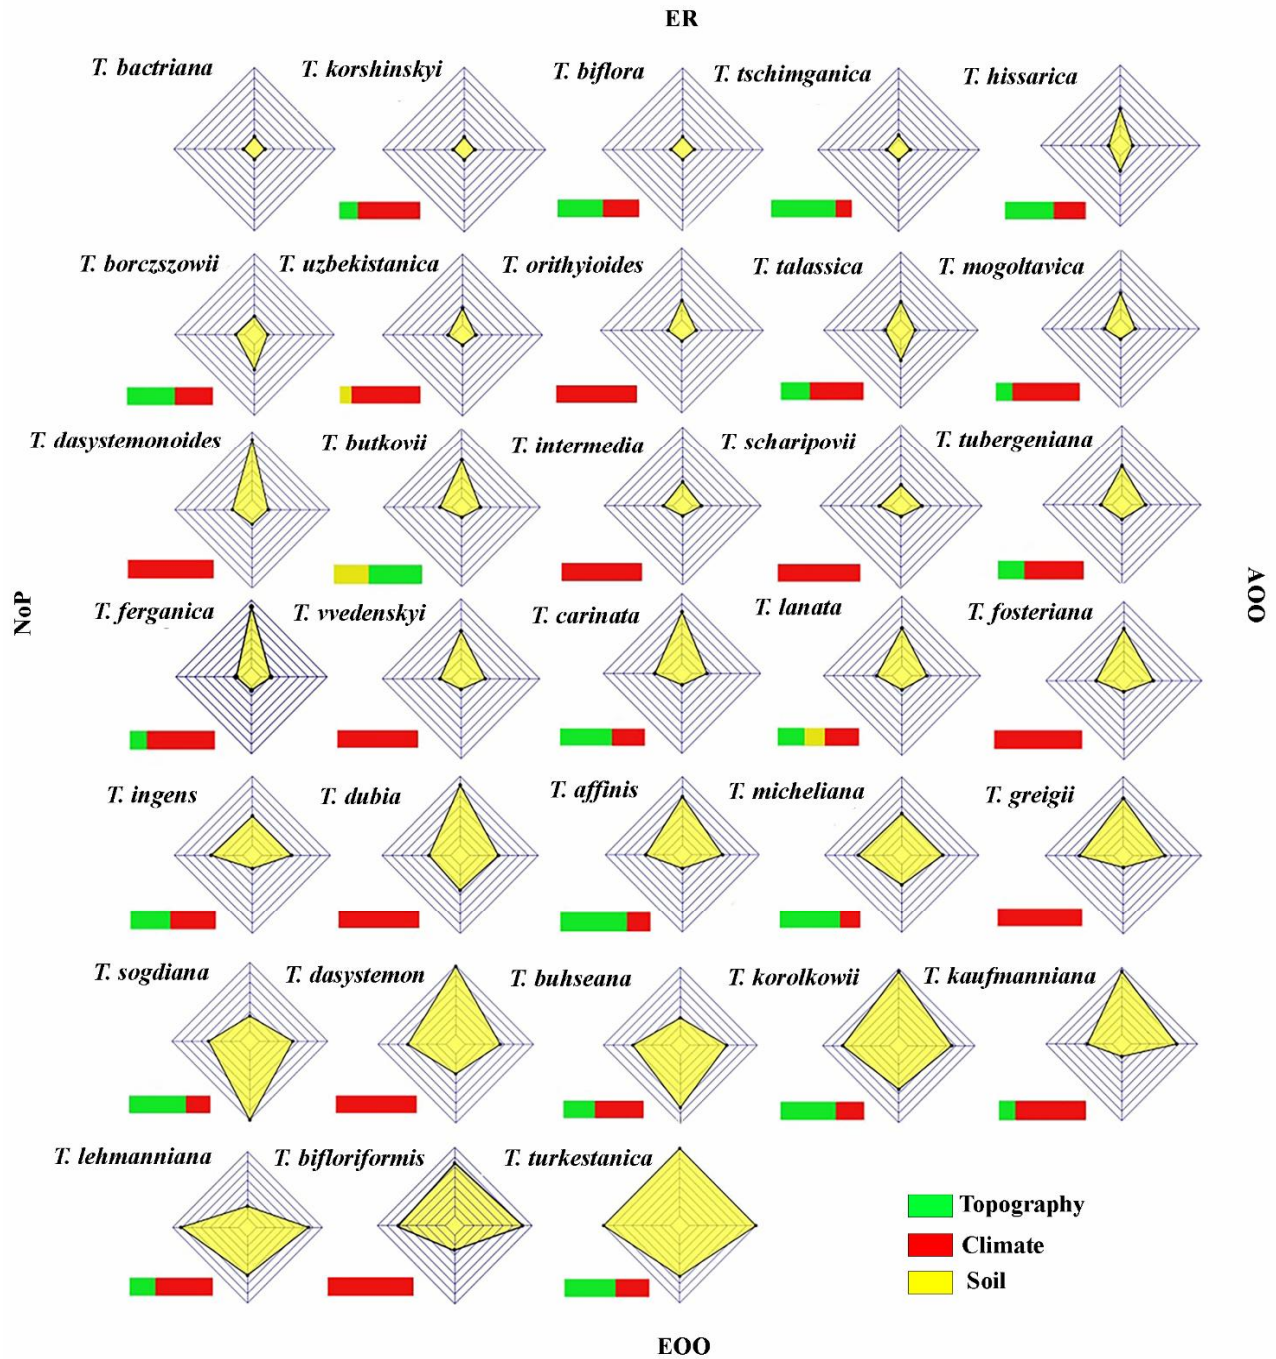 ER
T. bactriana
T. korshinskyi
T. biflora
T. tschimganica
T. hissarica
T. borczszowii
T. uzbekistanica
T. orithyioides
T. talassica
T. mogoltavica
T. dasystemonoides
T. butkovii
T. intermedia
T. scharipovii
T. tubergeniana
NoP
AOO
T. ferganica
T. vvedenskyi
T. carinata
T. lanata
T. fosteriana
T. ingens
T. dubia
T. affinis
T. micheliana
T. greigii
T. sogdiana
T. dasystemon
T. buhseana
T. korolkowii
T. kaufmanniana
T. lehmanniana
T. bifloriformis
T. turkestanica
Topography
Climate
Soil
EOO